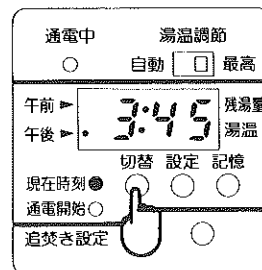 通電中 湯温調節
自動 最高
午前 3:45 残湯量
午後 湯温
切替 設定 記憶
現在時刻
通電開始
追焚き設定